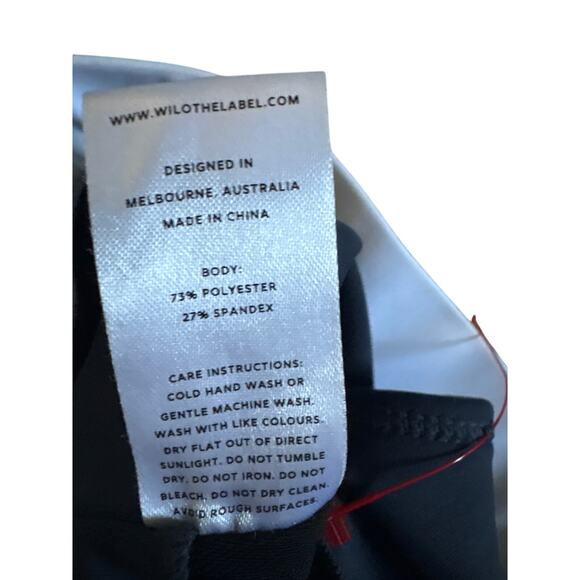 WWW.WILOTHELABEL.COM
DESIGNED IN
MELBOURNE, AUSTRALIA
MADE IN CHINA
BODY:
73% POLYESTER
27% SPANDEX
CARE INSTRUCTIONS:
COLD HAND WASH OR
GENTLE MACHINE WASH.
WASH WITH LIKE COLOURS.
DRY FLAT OUT OF DIRECT
SUNLIGHT. DO NOT TUMBLE
DRY. DO NOT IRON. DO NOT
BLEACH. DO NOT DRY CLEAN.
AVOID ROUGH SURFACES.